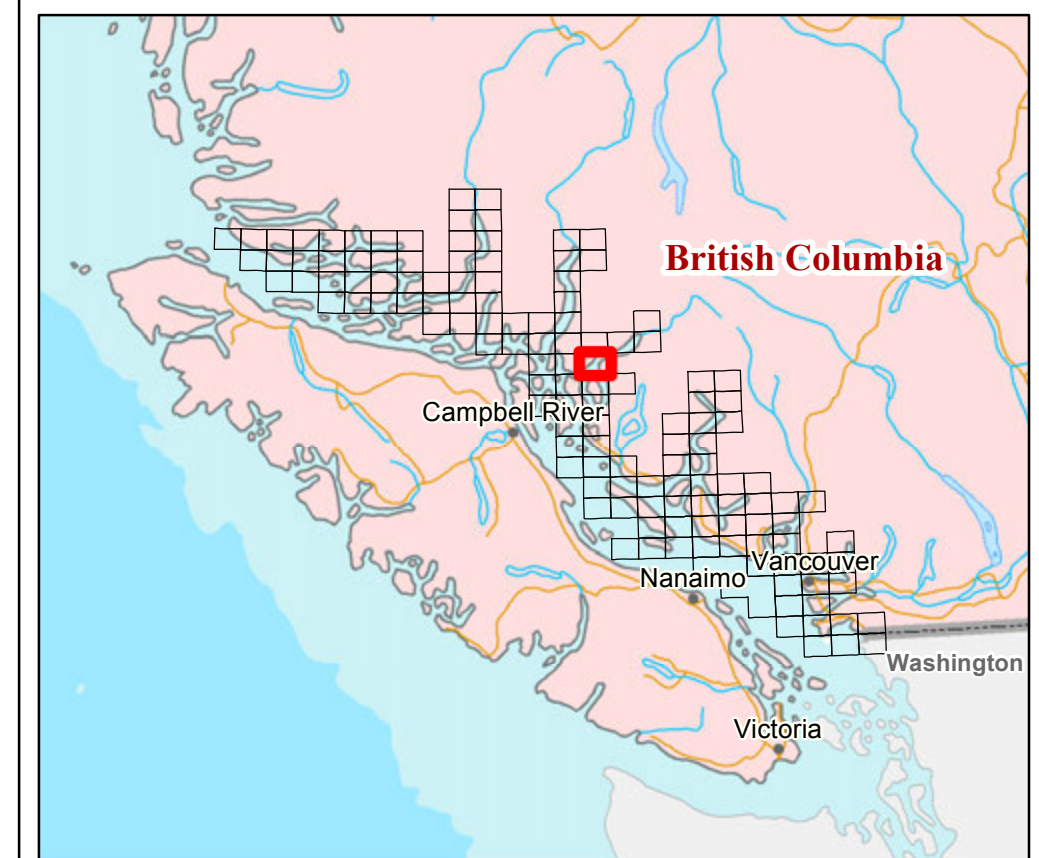 British Columbia
Campbell River
Vancouver
Nanaimo
Washington
Victoria